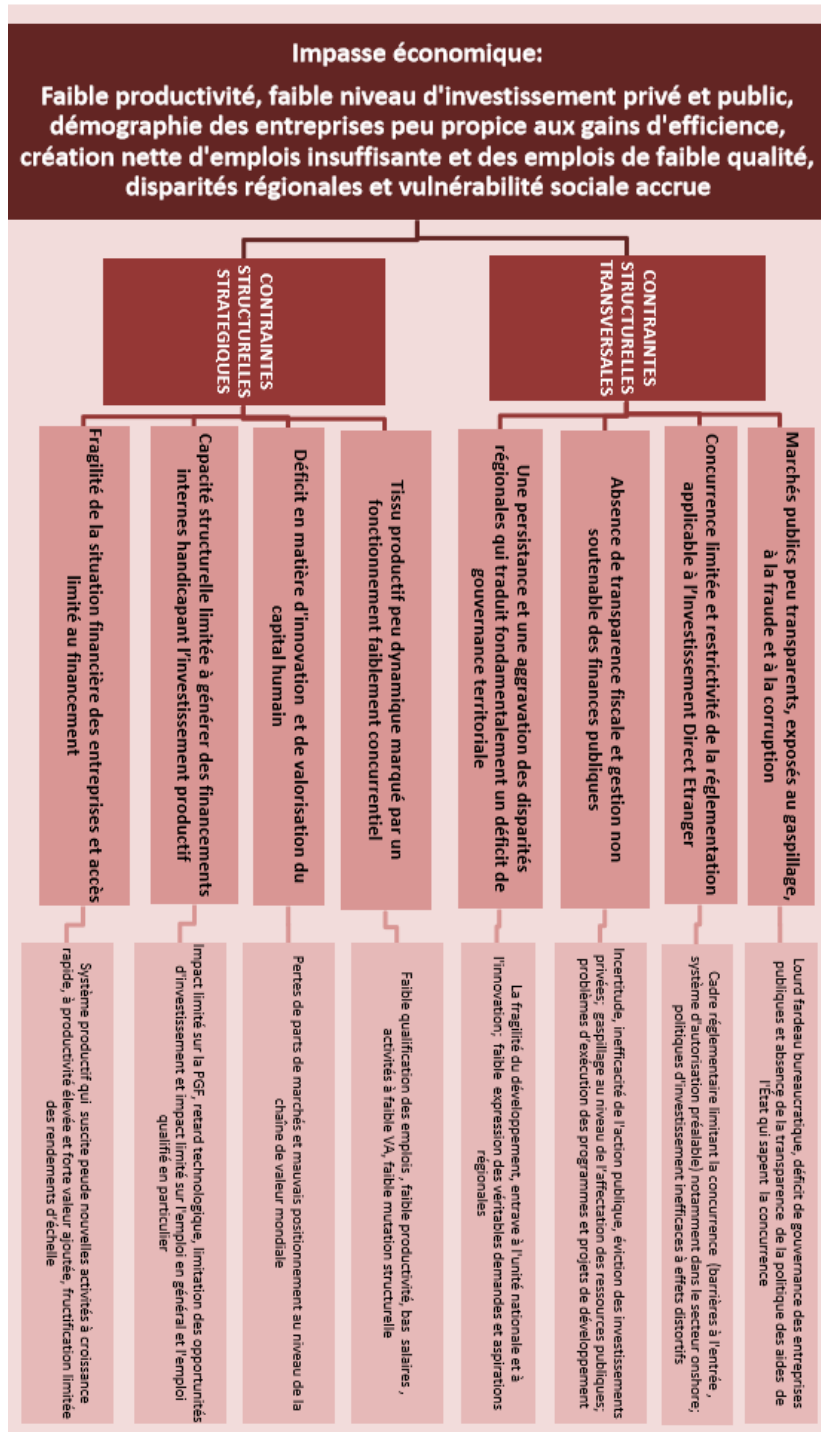 Impasse économique:
Faible productivité, faible niveau d'investissement privé et public,
démographie des entreprises peu propice aux gains d'efficience,
création nette d'emplois insuffisante et des emplois de faible qualité,
disparités régionales et vulnérabilité sociale accrue
CONTRAINTES
STRUCTURELLES
TRANSVERSALES
Marchés publics peu transparents, exposés au gaspillage,
à la fraude et à la corruption
Lourd fardeau bureaucratique, déficit de gouvernance des entreprises
publiques et absence de la transparence de la politique des aides de
l'État qui sapent la concurrence
Concurrence limitée et restrictivité de la réglementation
applicable à l'Investissement Direct Etranger
Cadre réglementaire limitant la concurrence (barrières à l'entrée ,
système d'autorisation préalable) notamment dans le secteur onshore;
politiques d'investissement inefficaces à effets distortifs
Absence de transparence fiscale et gestion non
soutenable des finances publiques
Incertitude, inefficacité de l'action publique, éviction des investissements
privées; gaspillage au niveau de l'affectation des ressources publiques;
problèmes d'exécution des programmes et projets de développement
Une persistance et une aggravation des disparités
régionales qui traduit fondamentalement un déficit de
gouvernance territoriale
La fragilité du développement, entrave à l'unité nationale et à
l'innovation; faible expression des véritables demandes et aspirations
régionales
CONTRAINTES
STRUCTURELLES
STRATEGIQUES
Tissu productif peu dynamique marqué par un
fonctionnement faiblement concurrentiel
Faible qualification des emplois , faible productivité, bas salaires ,
activités à faible VA, faible mutation structurelle
Déficit en matière d'innovation et de valorisation du
capital humain
Pertes de parts de marchés et mauvais positionnement au niveau de la
chaîne de valeur mondiale
Capacité structurelle limitée à générer des financements
internes handicapant l'investissement productif
Impact limité sur la PGF, retard technologique, limitation des opportunités
d'investissement et impact limité sur l'emploi en général et l'emploi
qualifié en particulier
Fragilité de la situation financière des entreprises et accès
limité au financement
Système productif qui suscite peude nouvelles activités à croissance
rapide, à productivité élevée et forte valeur ajoutée, fructification limitée
des rendements d'échelle